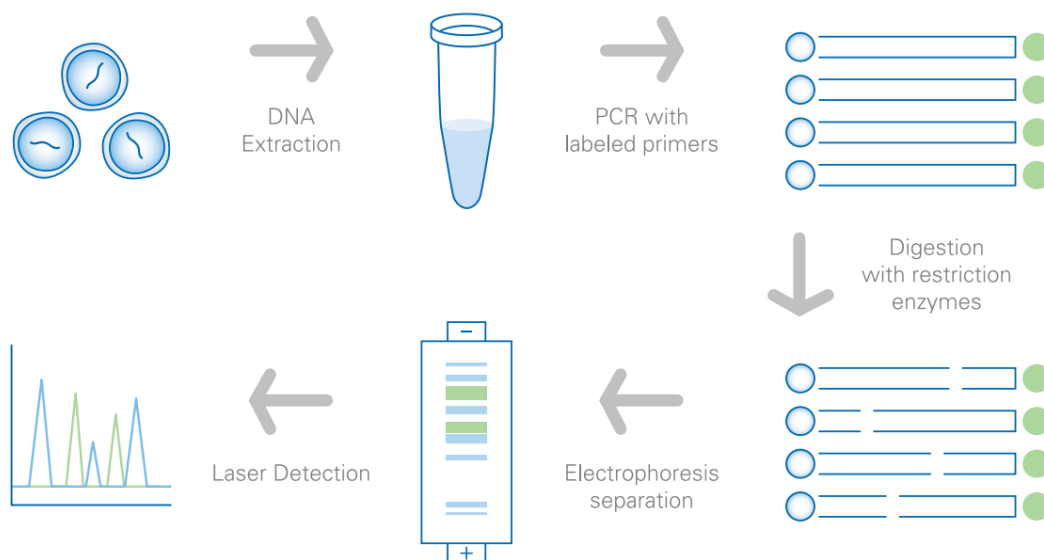 DNA
Extraction
PCR with
labeled primers
Digestion
with restriction
enzymes
−
Laser Detection
Electrophoresis
separation
+